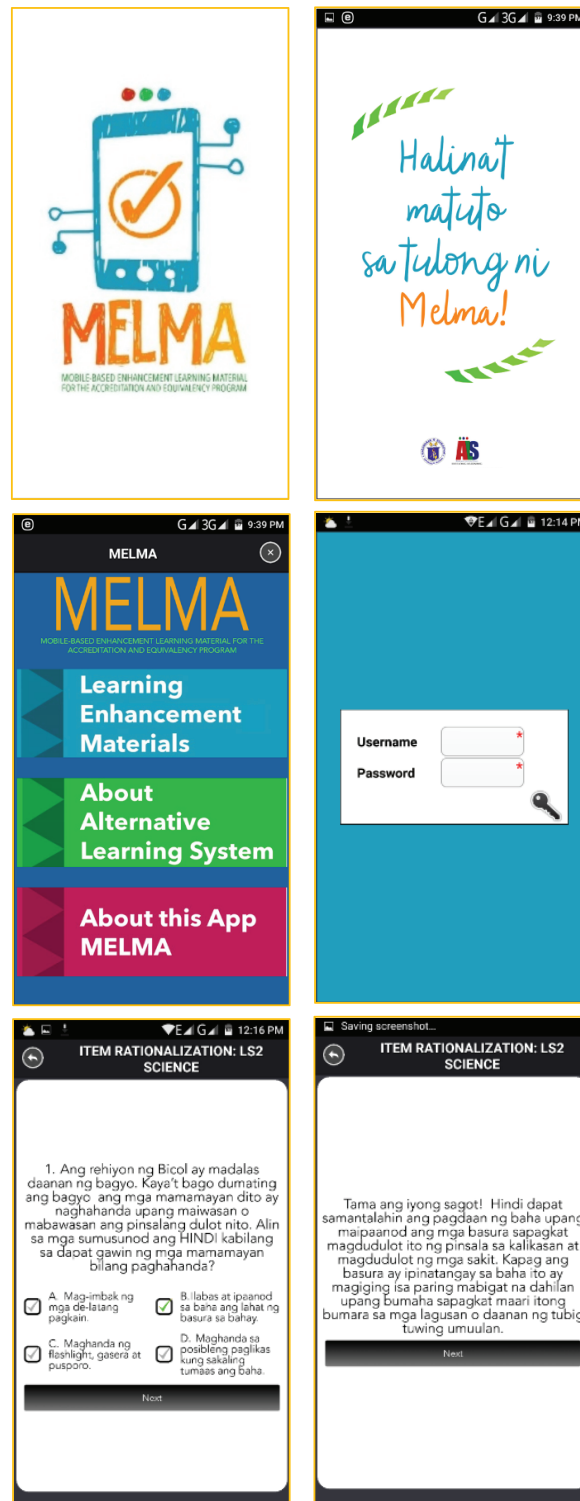 MELMA
MOBILE-BASED ENHANCEMENT LEARNING MATERIAL
FOR THE ACCREDITATION AND EQUIVALENCY PROGRAM
G 3G 9:39 PM
Halina't
matuto
sa tulong ni
Melma!
ALS
G 3G 9:39 PM
MELMA
MELMA
MOBILE-BASED ENHANCEMENT LEARNING MATERIAL FOR THE
ACCREDITATION AND EQUIVALENCY PROGRAM
Learning
Enhancement
Materials
About
Alternative
Learning System
About this App
MELMA
E G 12:14 PM
Username *
Password *
E G 12:16 PM
ITEM RATIONALIZATION: LS2
SCIENCE
1. Ang rehiyon ng Bicol ay madalas
daanan ng bagyo. Kaya't bago dumating
ang bagyo ang mga mamamayan dito ay
naghahanda upang maiwasan o
mabawasan ang pinsalang dulot nito. Alin
sa mga sumusunod ang HINDI kabilang
sa dapat gawin ng mga mamamayan
bilang paghahanda?
A. Mag-imbak ng
mga de-latang
pagkain.
B. Ilabas at ipaanod
sa baha ang lahat ng
basura sa bahay.
C. Maghanda ng
flashlight, gasera at
pusporo.
D. Maghanda sa
posibleng paglikas
kung sakaling
tumaas ang baha.
Next
Saving screenshot...
ITEM RATIONALIZATION: LS2
SCIENCE
Tama ang iyong sagot! Hindi dapat
samantalahin ang pagdaan ng baha upang
maipaanod ang mga basura sapagkat
magdudulot ito ng pinsala sa kalikasan at
magdudulot ng mga sakit. Kapag ang
basura ay ipinatangay sa baha ito ay
magiging isa paring mabigat na dahilan
upang bumaha sapagkat maari itong
bumara sa mga lagusan o daanan ng tubig
tuwing umuulan.
Next